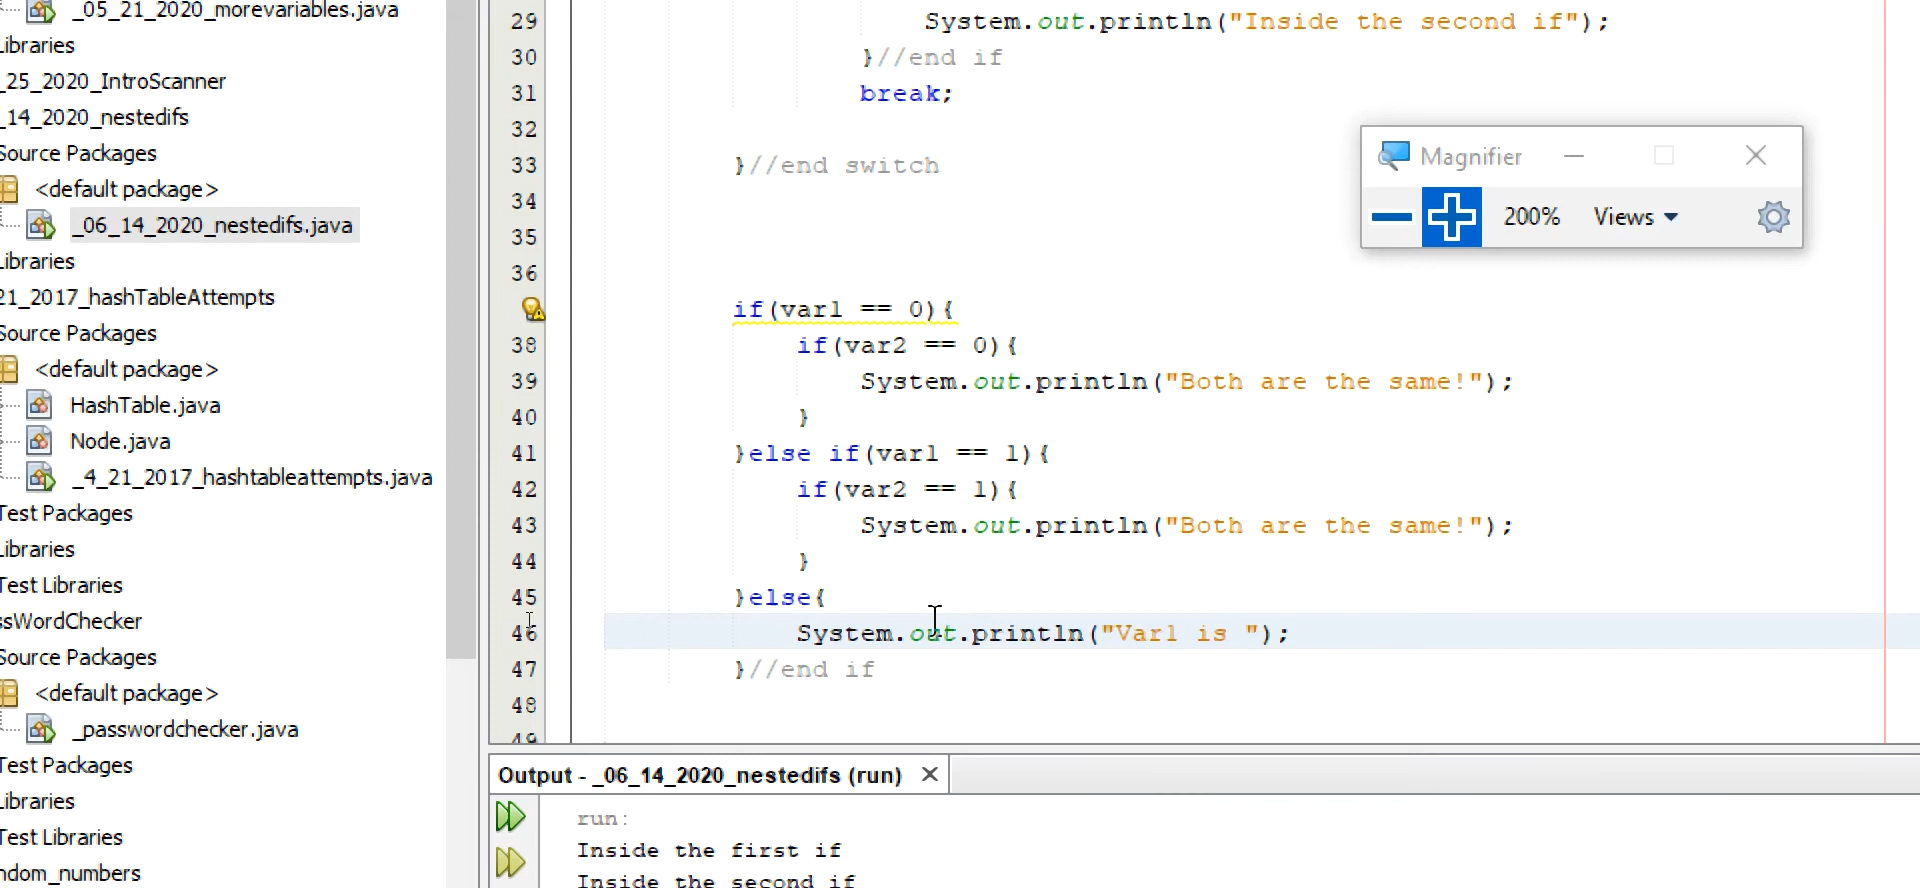 _05_21_2020_morevariables.java
Libraries
_25_2020_IntroScanner
_14_2020_nestedifs
Source Packages
<default package>
_06_14_2020_nestedifs.java
Libraries
21_2017_hashTableAttempts
Source Packages
<default package>
HashTable.java
Node.java
_4_21_2017_hashtableattempts.java
Test Packages
Libraries
Test Libraries
ssWordChecker
Source Packages
<default package>
_passwordchecker.java
Test Packages
Libraries
Test Libraries
ndom_numbers
29 System.out.println("Inside the second if");
30 }//end if
31 break;
32
33 }//end switch
34
35
36
if(var1 == 0){
38 if(var2 == 0){
39 System.out.println("Both are the same!");
40 }
41 }else if(var1 == 1){
42 if(var2 == 1){
43 System.out.println("Both are the same!");
44 }
45 }else{
46 System.out.println("Var1 is ");
47 }//end if
48
49
Magnifier
200% Views
Output - _06_14_2020_nestedifs (run)
run:
Inside the first if
Inside the second if